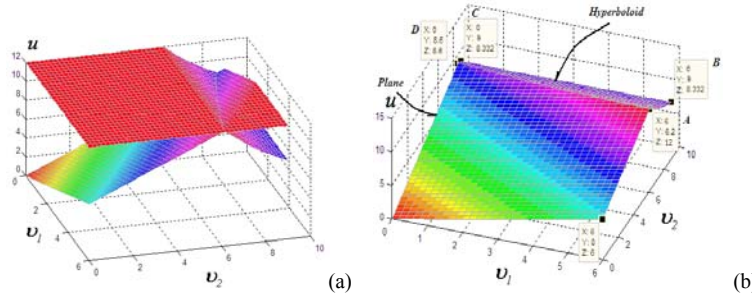 u
12
10
8
6
4
2
0
2
4
6
0
2
4
6
8
10
υ1
υ2
(a)
C
Hyperboloid
D
X: 0
Y: 9
Z: 8.332
X: 0
Y: 8.6
Z: 8.6
B
X: 6
Y: 9
Z: 8.332
Plane
u
A
X: 6
Y: 6.2
Z: 12
15
10
5
0
X: 6
Y: 0
Z: 6
0
1
2
3
4
5
6
0
2
4
6
8
10
υ1
υ2
(b